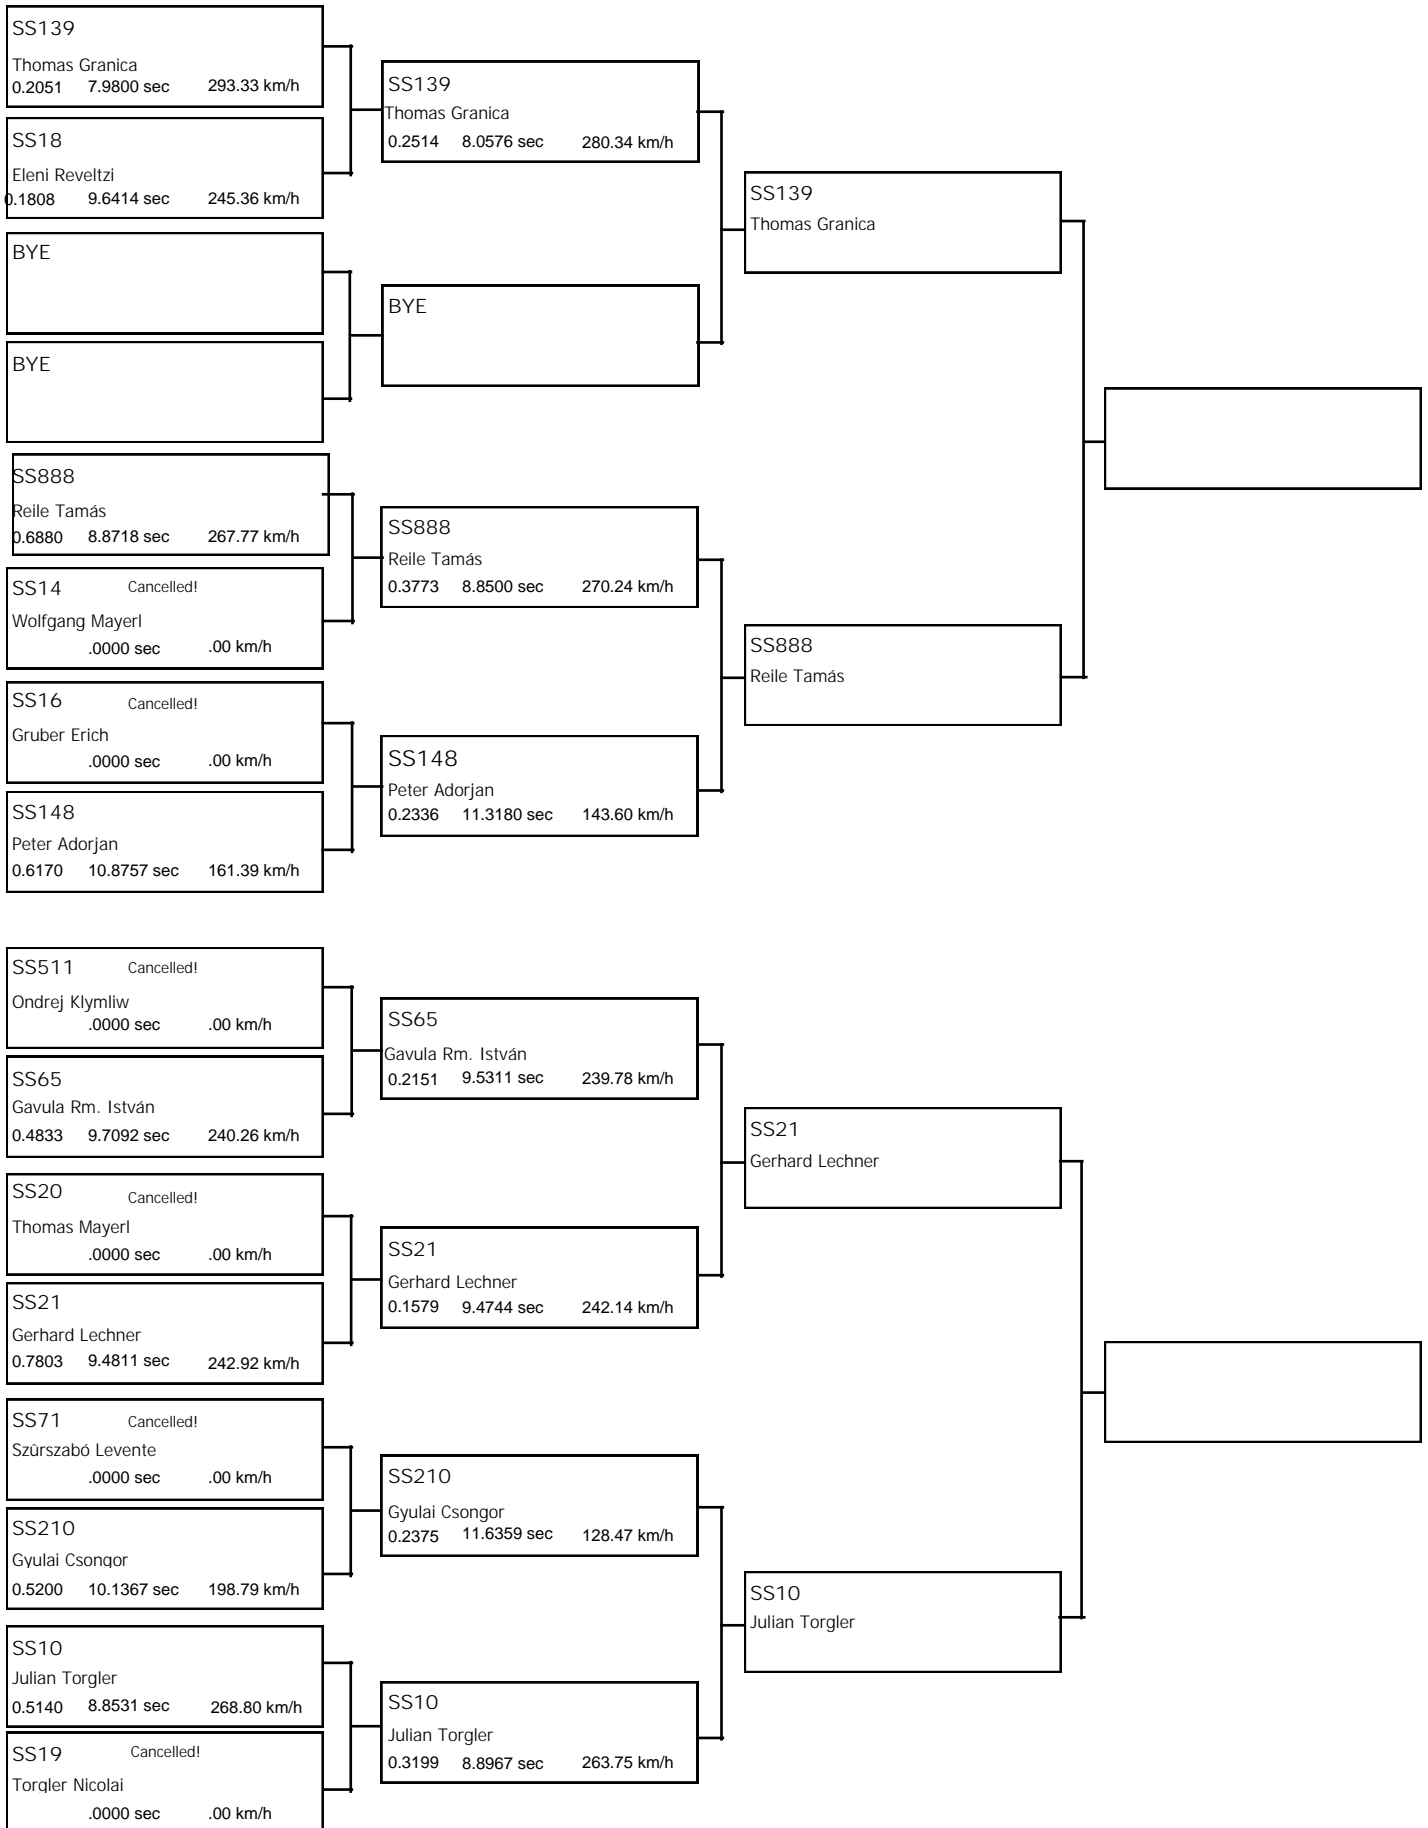 SS139
Thomas Granica
0.2051 7.9800 sec 293.33 km/h
SS18
Eleni Reveltzi
0.1808 9.6414 sec 245.36 km/h
BYE
BYE
SS888
Reile Tamás
0.6880 8.8718 sec 267.77 km/h
SS14 Cancelled!
Wolfgang Mayerl
.0000 sec .00 km/h
SS16 Cancelled!
Gruber Erich
.0000 sec .00 km/h
SS148
Peter Adorjan
0.6170 10.8757 sec 161.39 km/h
SS139
Thomas Granica
0.2514 8.0576 sec 280.34 km/h
BYE
SS888
Reile Tamás
0.3773 8.8500 sec 270.24 km/h
SS148
Peter Adorjan
0.2336 11.3180 sec 143.60 km/h
SS139
Thomas Granica
SS888
Reile Tamás
SS511 Cancelled!
Ondrej Klymliw
.0000 sec .00 km/h
SS65
Gavula Rm. István
0.4833 9.7092 sec 240.26 km/h
SS20 Cancelled!
Thomas Mayerl
.0000 sec .00 km/h
SS21
Gerhard Lechner
0.7803 9.4811 sec 242.92 km/h
SS71 Cancelled!
Szûrszabó Levente
.0000 sec .00 km/h
SS210
Gyulai Csongor
0.5200 10.1367 sec 198.79 km/h
SS10
Julian Torgler
0.5140 8.8531 sec 268.80 km/h
SS19 Cancelled!
Torgler Nicolai
.0000 sec .00 km/h
SS65
Gavula Rm. István
0.2151 9.5311 sec 239.78 km/h
SS21
Gerhard Lechner
0.1579 9.4744 sec 242.14 km/h
SS210
Gyulai Csongor
0.2375 11.6359 sec 128.47 km/h
SS10
Julian Torgler
0.3199 8.8967 sec 263.75 km/h
SS21
Gerhard Lechner
SS10
Julian Torgler